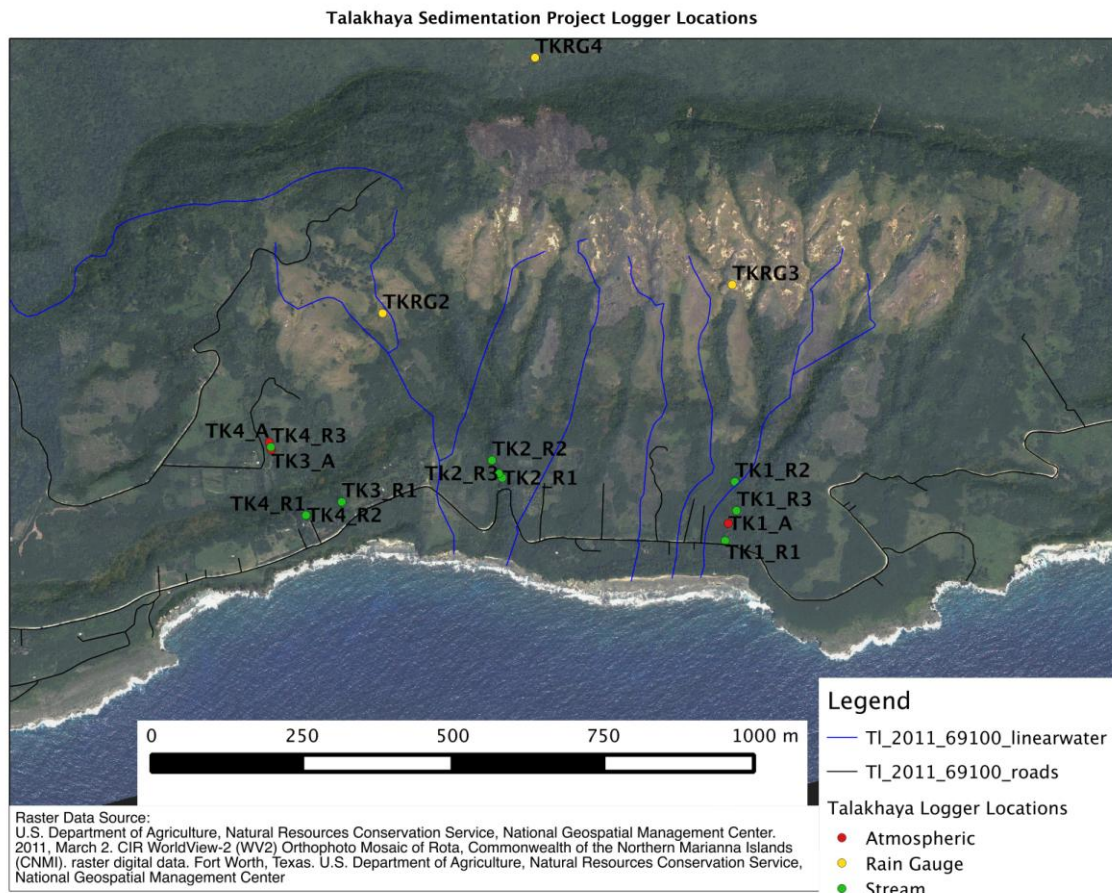 Talakhaya Sedimentation Project Logger Locations
TKRG4
TKRG3
TKRG2
TK4_A
TK4_R3
TK3_A
TK2_R2
Tk2_R3
TK2_R1
TK1_R2
TK3_R1
TK4_R1
TK4_R2
TK1_R3
TK1_A
TK1_R1
0 250 500 750 1000 m
Legend
Tl_2011_69100_linearwater
Tl_2011_69100_roads
Talakhaya Logger Locations
Atmospheric
Rain Gauge
Stream
Raster Data Source:
U.S. Department of Agriculture, Natural Resources Conservation Service, National Geospatial Management Center.
2011, March 2. CIR WorldView-2 (WV2) Orthophoto Mosaic of Rota, Commonwealth of the Northern Marianna Islands
(CNMI). raster digital data. Fort Worth, Texas. U.S. Department of Agriculture, Natural Resources Conservation Service,
National Geospatial Management Center